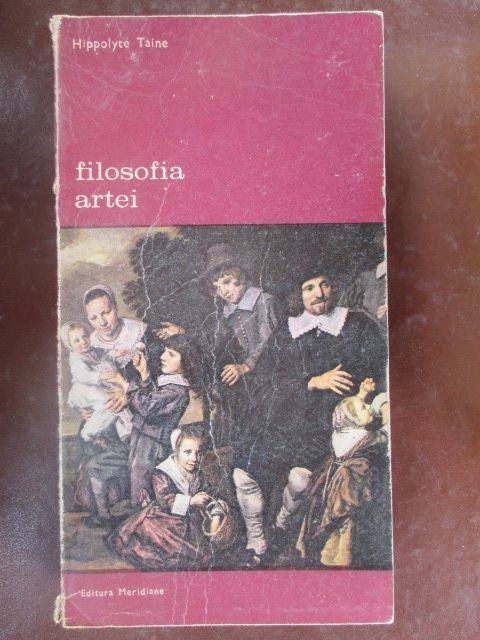 Hippolyte Taine
filosofia
artei
Editura Meridiane